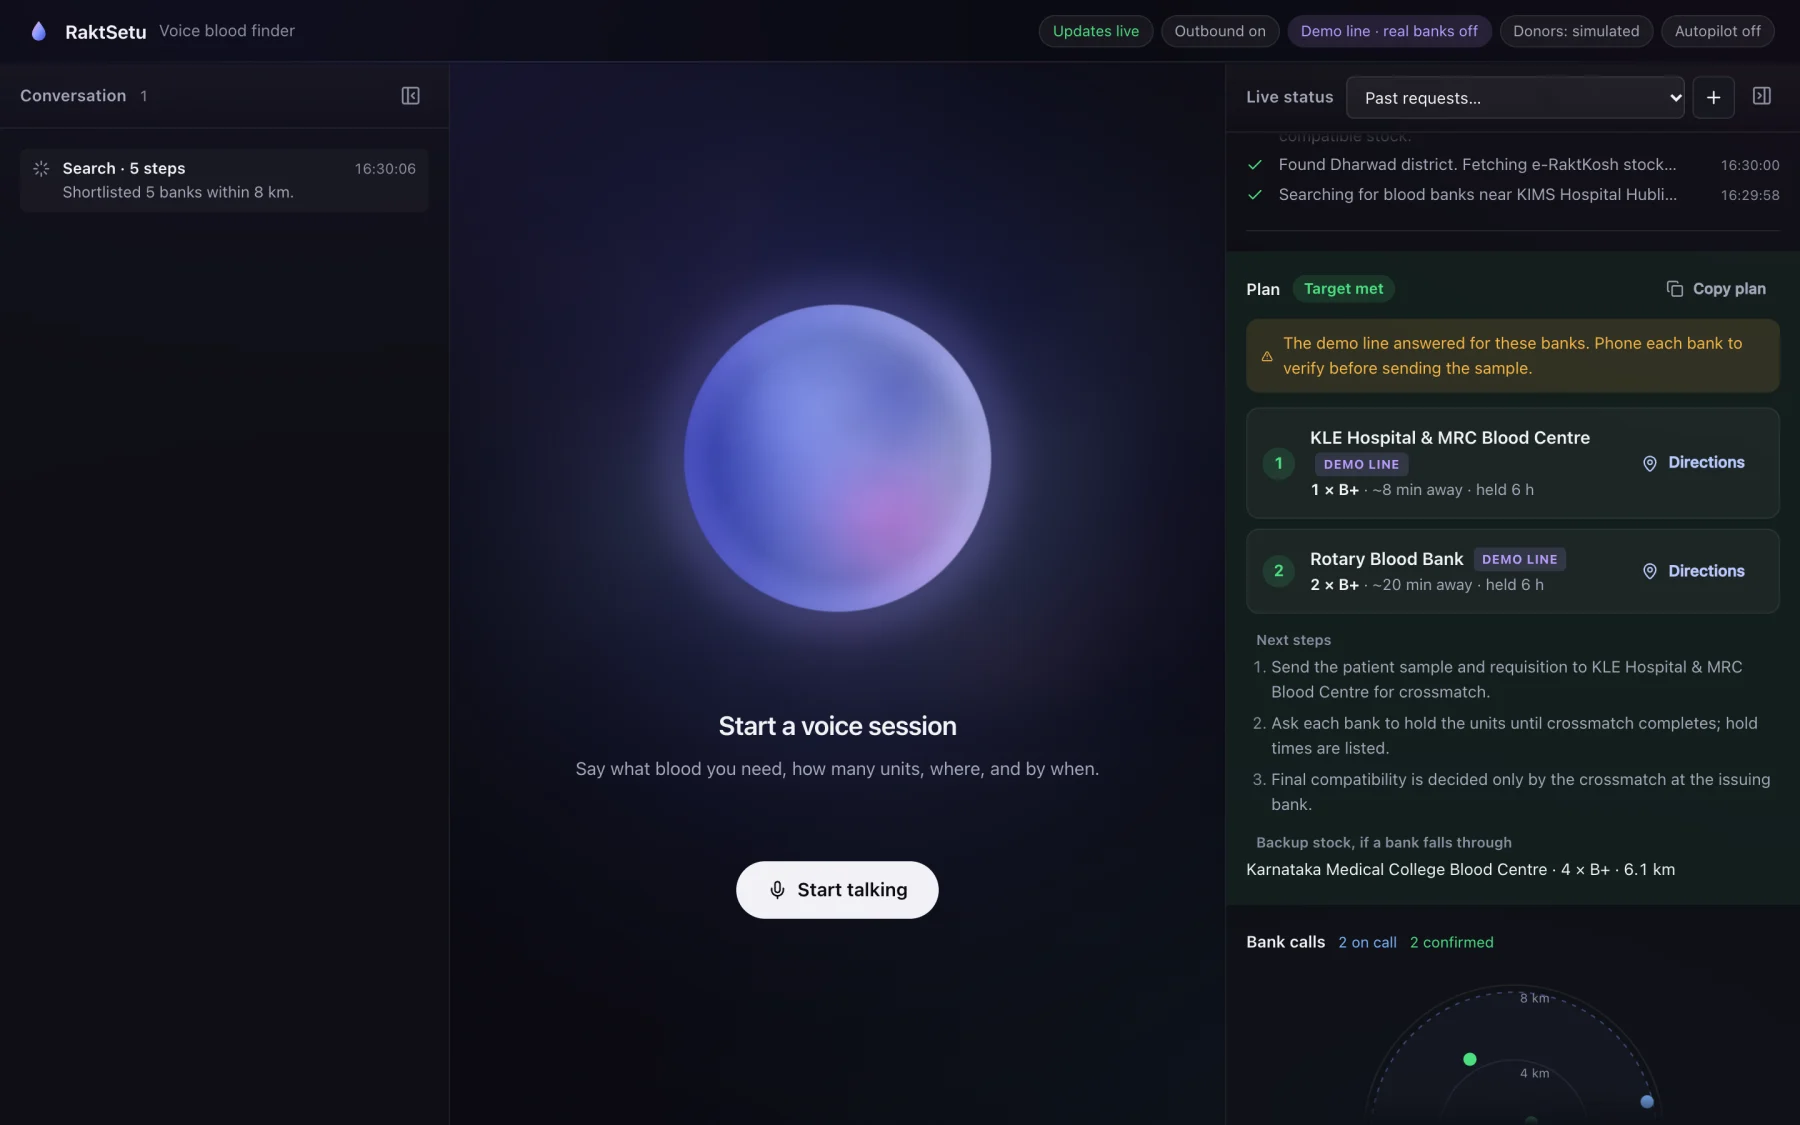 RaktSetu Voice blood finder
Updates live
Outbound on
Demo line · real banks off
Donors: simulated
Autopilot off
Conversation 1
Search · 5 steps 16:30:06
Shortlisted 5 banks within 8 km.
Start a voice session
Say what blood you need, how many units, where, and by when.
Start talking
Live status
Past requests...
compatible stock.
Found Dharwad district. Fetching e-RaktKosh stock... 16:30:00
Searching for blood banks near KIMS Hospital Hubli... 16:29:58
Plan Target met
Copy plan
The demo line answered for these banks. Phone each bank to
verify before sending the sample.
1
KLE Hospital & MRC Blood Centre
DEMO LINE
1 × B+ · ~8 min away · held 6 h
Directions
2
Rotary Blood Bank DEMO LINE
2 × B+ · ~20 min away · held 6 h
Directions
Next steps
1. Send the patient sample and requisition to KLE Hospital & MRC
Blood Centre for crossmatch.
2. Ask each bank to hold the units until crossmatch completes; hold
times are listed.
3. Final compatibility is decided only by the crossmatch at the issuing
bank.
Backup stock, if a bank falls through
Karnataka Medical College Blood Centre · 4 × B+ · 6.1 km
Bank calls 2 on call 2 confirmed
8 km
4 km